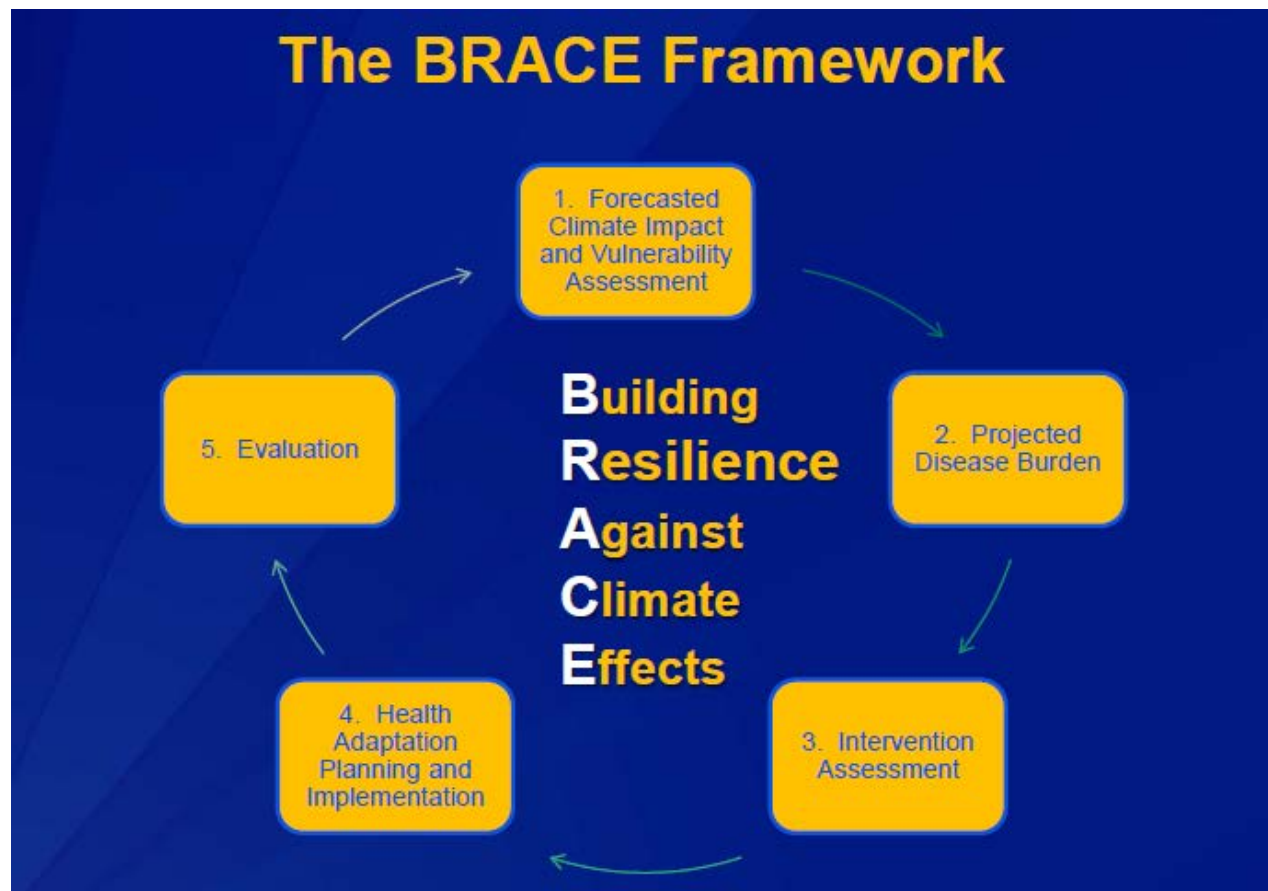 The BRACE Framework
1. Forecasted
Climate Impact
and Vulnerability
Assessment
2. Projected
Disease Burden
3. Intervention
Assessment
4. Health
Adaptation
Planning and
Implementation
5. Evaluation
Building
Resilience
Against
Climate
Effects